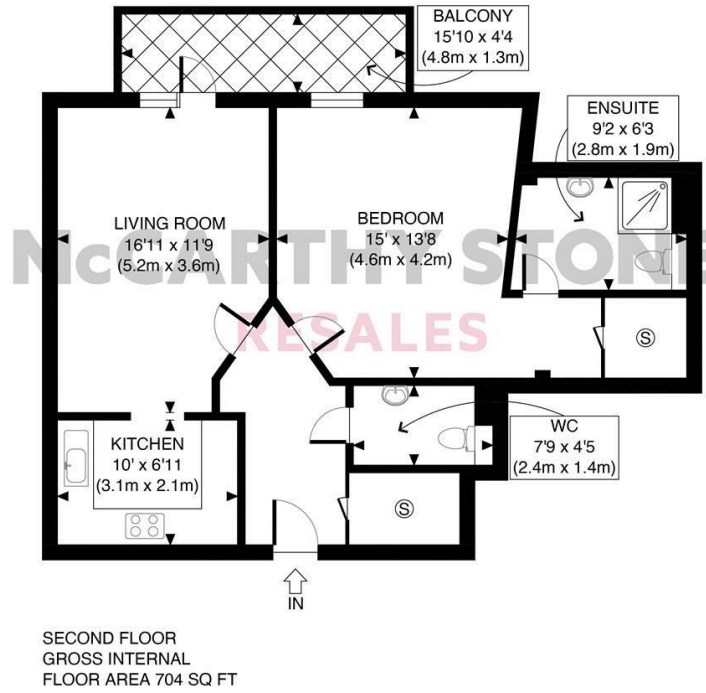 BALCONY
15'10 x 4'4
(4.8m x 1.3m)
ENSUITE
9'2 x 6'3
(2.8m x 1.9m)
LIVING ROOM
16'11 x 11'9
(5.2m x 3.6m)
BEDROOM
15' x 13'8
(4.6m x 4.2m)
McCARTHY STONE
RESALES
S
KITCHEN
10' x 6'11
(3.1m x 2.1m)
WC
7'9 x 4'5
(2.4m x 1.4m)
S
IN
SECOND FLOOR
GROSS INTERNAL
FLOOR AREA 704 SQ FT